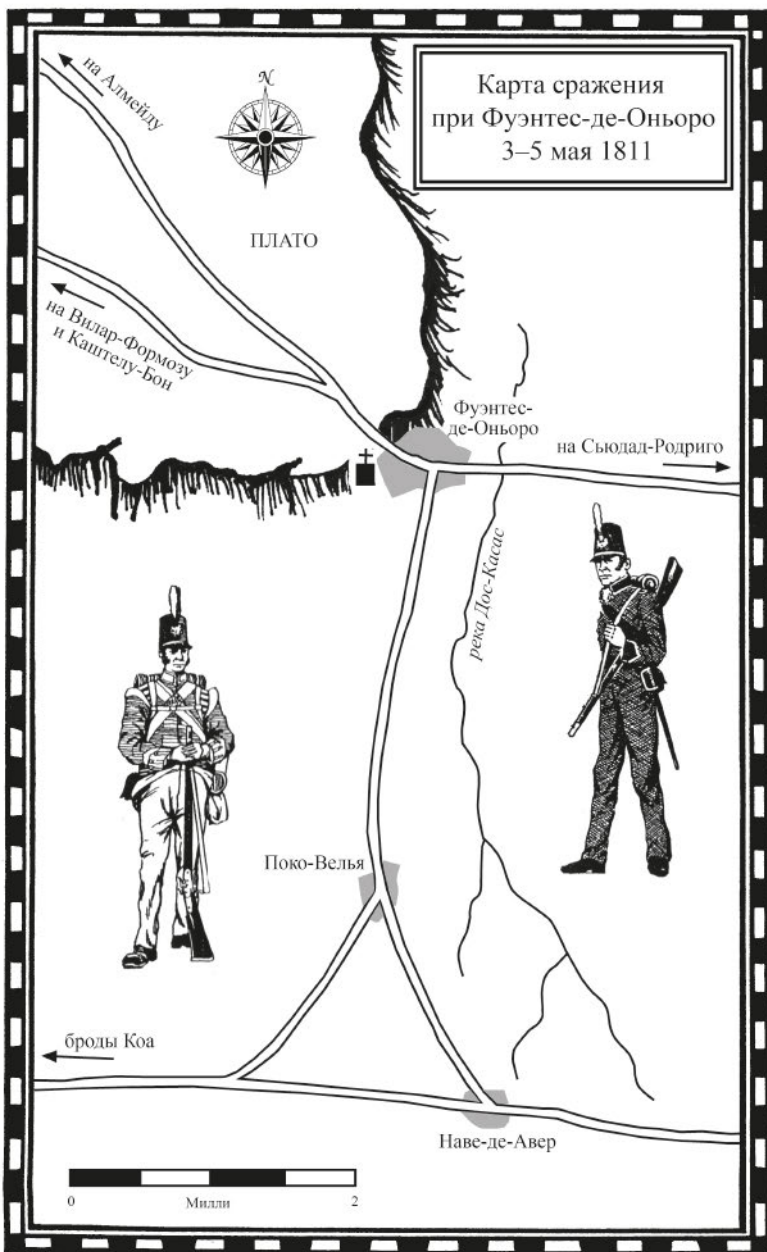 Карта сражения
при Фуэнтес-де-Оньоро
3–5 мая 1811
на Алмейду
N
ПЛАТО
на Вилар-Формозу
и Каштелу-Бон
Фуэнтес-
де-Оньоро
на Сьюдад-Родриго
река Дос-Касас
Поко-Велья
броды Коа
Наве-де-Авер
0
Милли
2